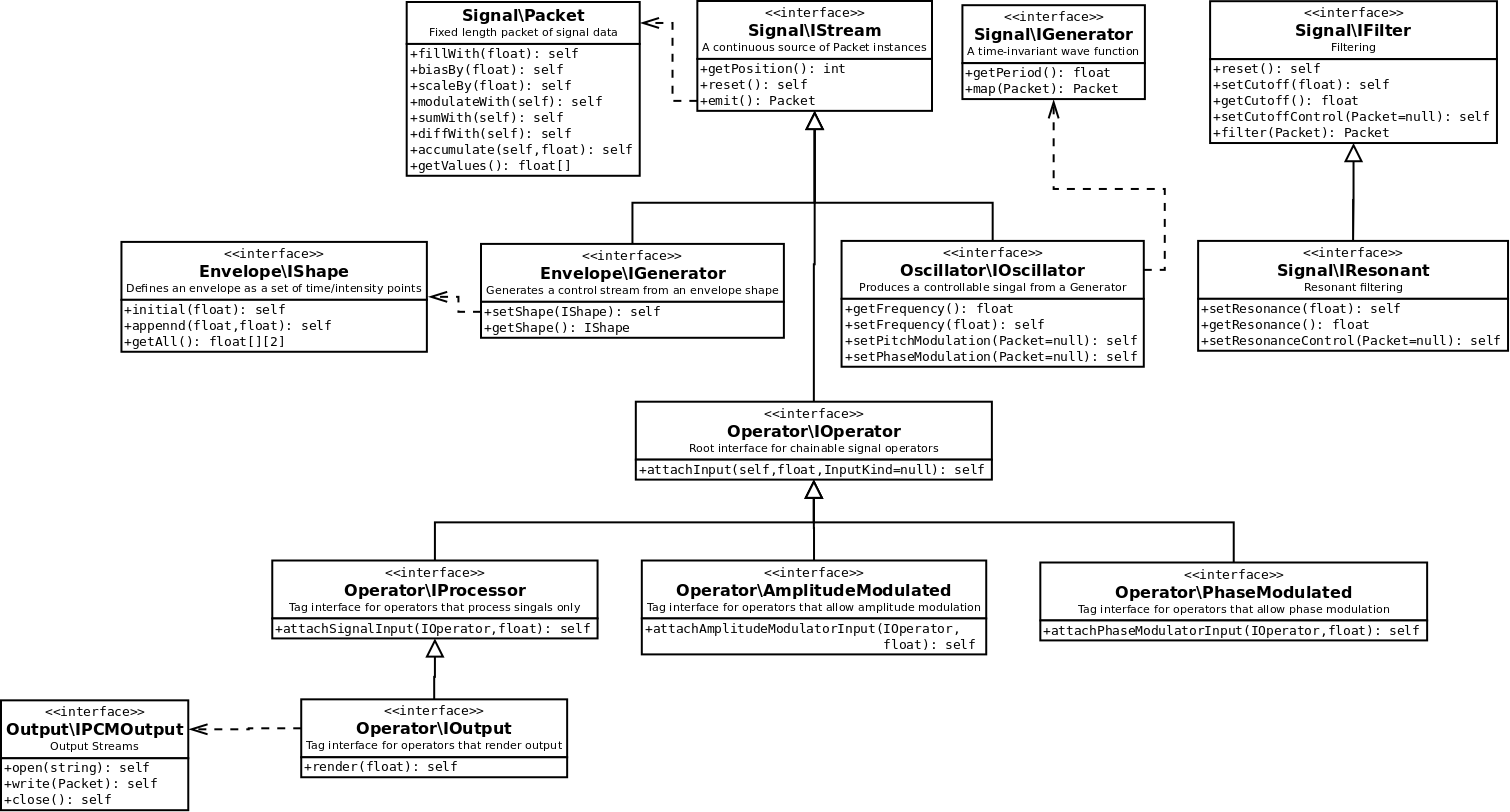 Signal\Packet
Fixed length packet of signal data
+fillWith(float): self
+biasBy(float): self
+scaleBy(float): self
+modulateWith(self): self
+sumWith(self): self
+diffWith(self): self
+accumulate(self,float): self
+getValues(): float[]
<<interface>>
Signal\IStream
A continuous source of Packet instances
+getPosition(): int
+reset(): self
+emit(): Packet
<<interface>>
Signal\IGenerator
A time-invariant wave function
+getPeriod(): float
+map(Packet): Packet
<<interface>>
Signal\IFilter
Filtering
+reset(): self
+setCutoff(float): self
+getCutoff(): float
+setCutoffControl(Packet=null): self
+filter(Packet): Packet
<<interface>>
Envelope\IShape
Defines an envelope as a set of time/intensity points
+initial(float): self
+appennd(float,float): self
+getAll(): float[][2]
<<interface>>
Envelope\IGenerator
Generates a control stream from an envelope shape
+setShape(IShape): self
+getShape(): IShape
<<interface>>
Oscillator\IOscillator
Produces a controllable singal from a Generator
+getFrequency(): float
+setFrequency(float): self
+setPitchModulation(Packet=null): self
+setPhaseModulation(Packet=null): self
<<interface>>
Signal\IResonant
Resonant filtering
+setResonance(float): self
+getResonance(): float
+setResonanceControl(Packet=null): self
<<interface>>
Operator\IOperator
Root interface for chainable signal operators
+attachInput(self,float,InputKind=null): self
<<interface>>
Operator\IProcessor
Tag interface for operators that process singals only
+attachSignalInput(IOperator,float): self
<<interface>>
Operator\AmplitudeModulated
Tag interface for operators that allow amplitude modulation
+attachAmplitudeModulatorInput(IOperator,
float): self
<<interface>>
Operator\PhaseModulated
Tag interface for operators that allow phase modulation
+attachPhaseModulatorInput(IOperator,float): self
<<interface>>
Output\IPCMOutput
Output Streams
+open(string): self
+write(Packet): self
+close(): self
<<interface>>
Operator\IOutput
Tag interface for operators that render output
+render(float): self